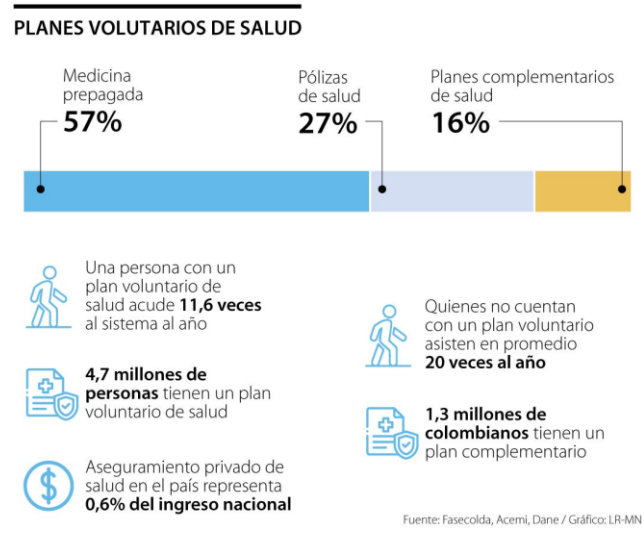 PLANES VOLUTARIOS DE SALUD
Medicina
prepagada
57%
Pólizas
de salud
27%
Planes complementarios
de salud
16%
Una persona con un
plan voluntario de
salud acude 11,6 veces
al sistema al año
4,7 millones de
personas tienen un plan
voluntario de salud
Aseguramiento privado de
salud en el país representa
0,6% del ingreso nacional
Quienes no cuentan
con un plan voluntario
asisten en promedio
20 veces al año
1,3 millones de
colombianos tienen un
plan complementario
Fuente: Fasecolda, Acemi, Dane / Gráfico: LR-MN